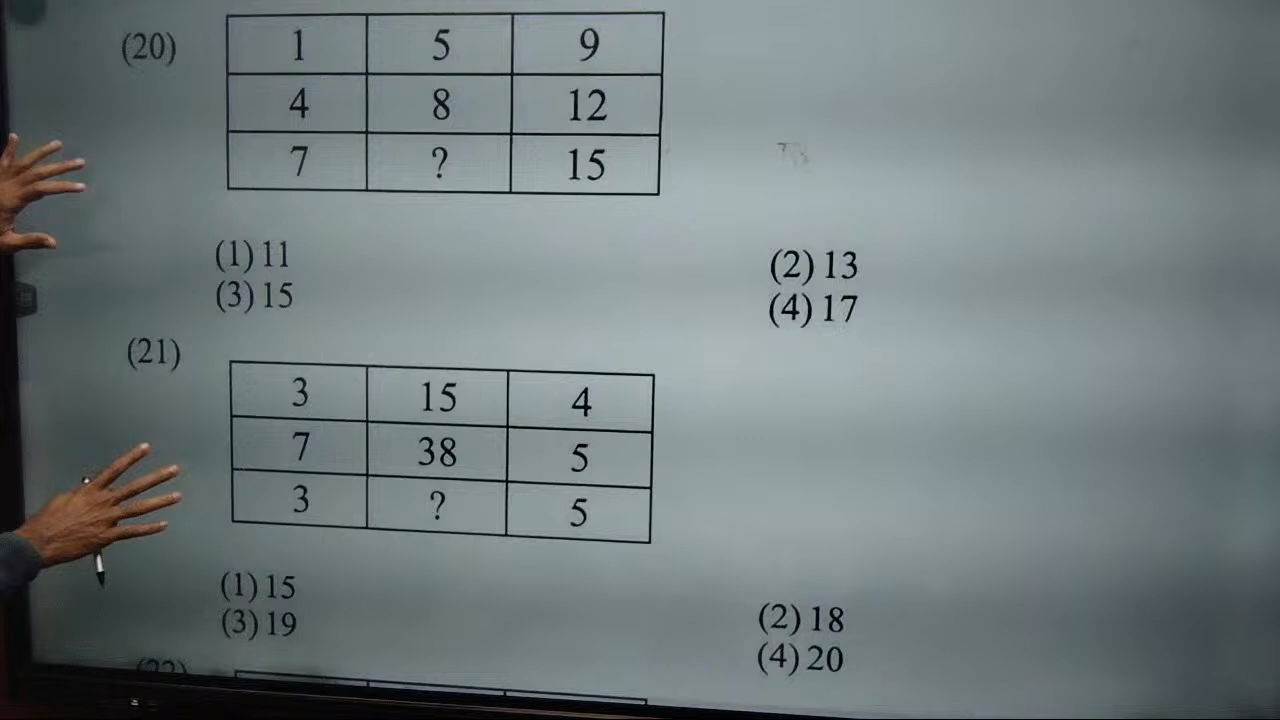 (20) 1 5 9
4 8 12
7 ? 15
(1) 11 (2) 13
(3) 15 (4) 17
(21) 3 15 4
7 38 5
3 ? 5
(1) 15 (2) 18
(3) 19 (4) 20
(22)